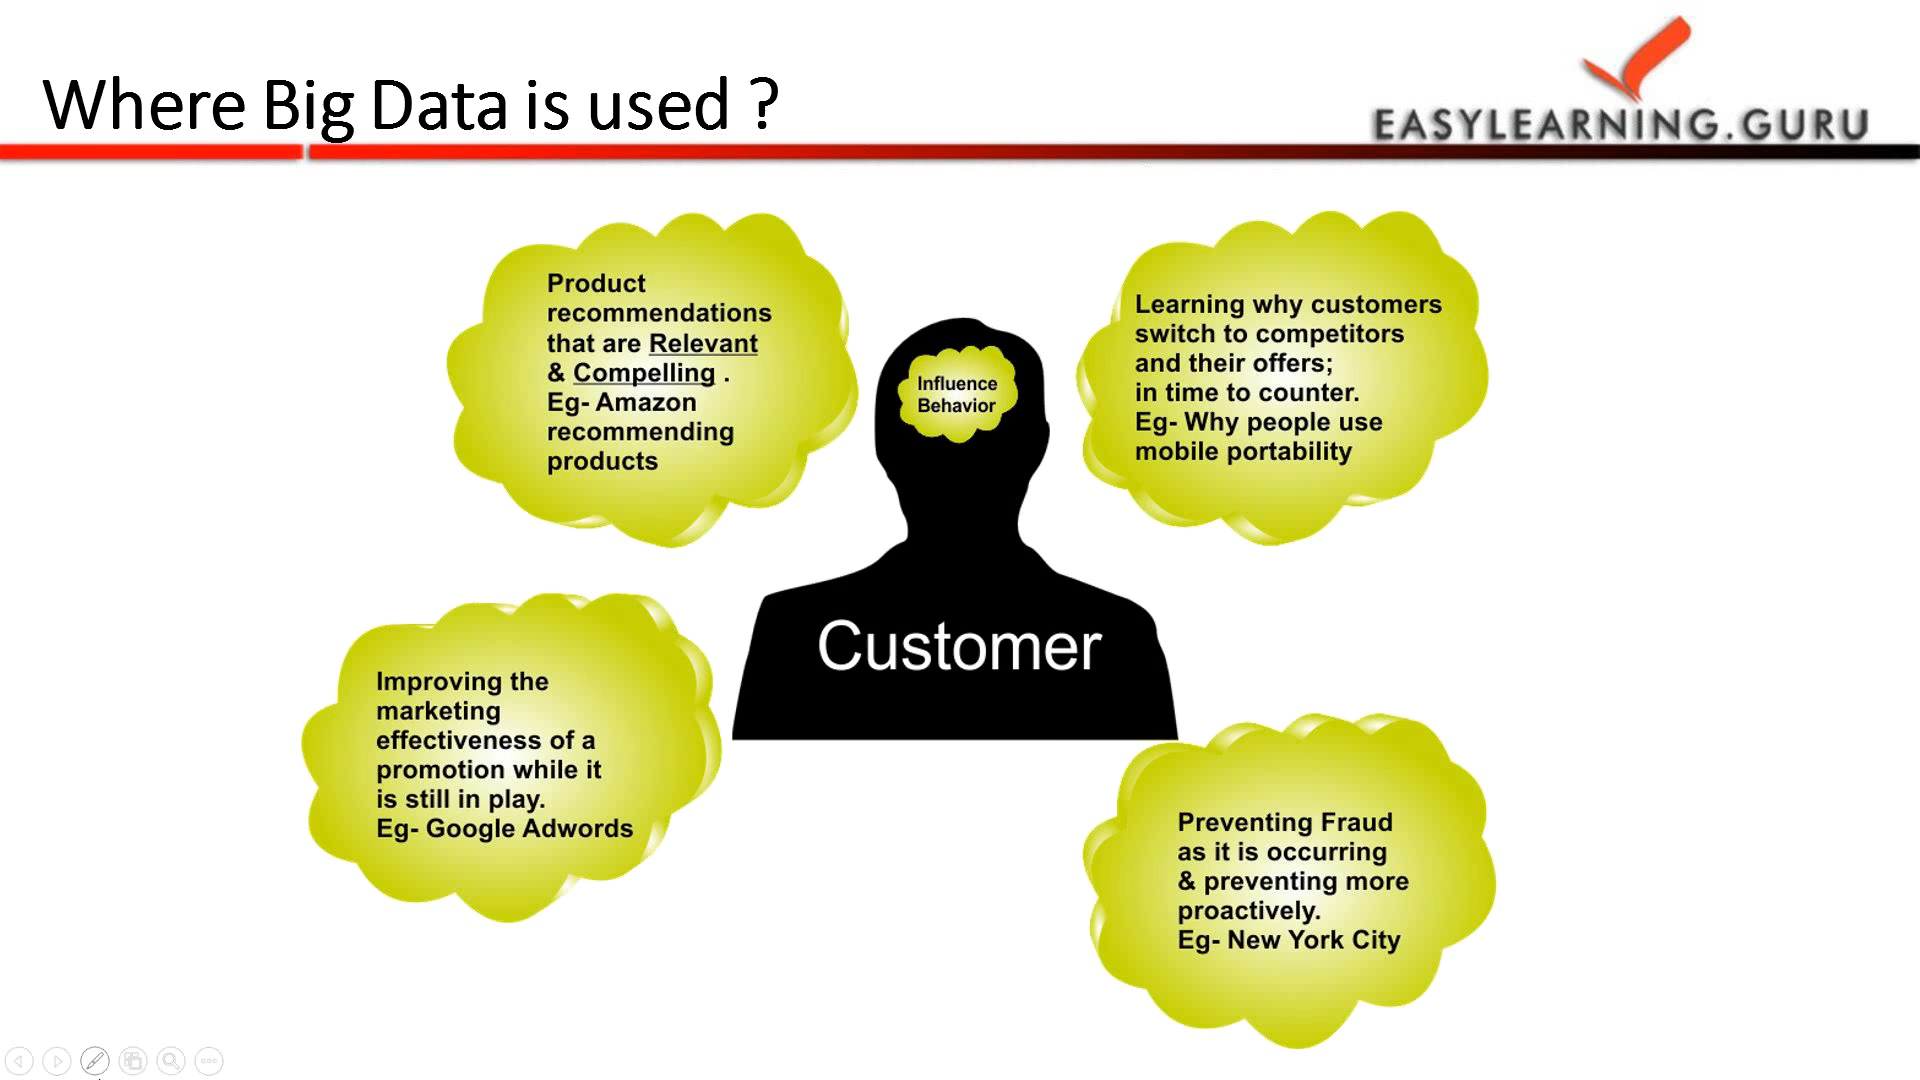 Where Big Data is used ?
EASYLEARNING.GURU
Product
recommendations
that are Relevant
& Compelling .
Eg- Amazon
recommending
products
Influence
Behavior
Learning why customers
switch to competitors
and their offers;
in time to counter.
Eg- Why people use
mobile portability
Customer
Improving the
marketing
effectiveness of a
promotion while it
is still in play.
Eg- Google Adwords
Preventing Fraud
as it is occurring
& preventing more
proactively.
Eg- New York City